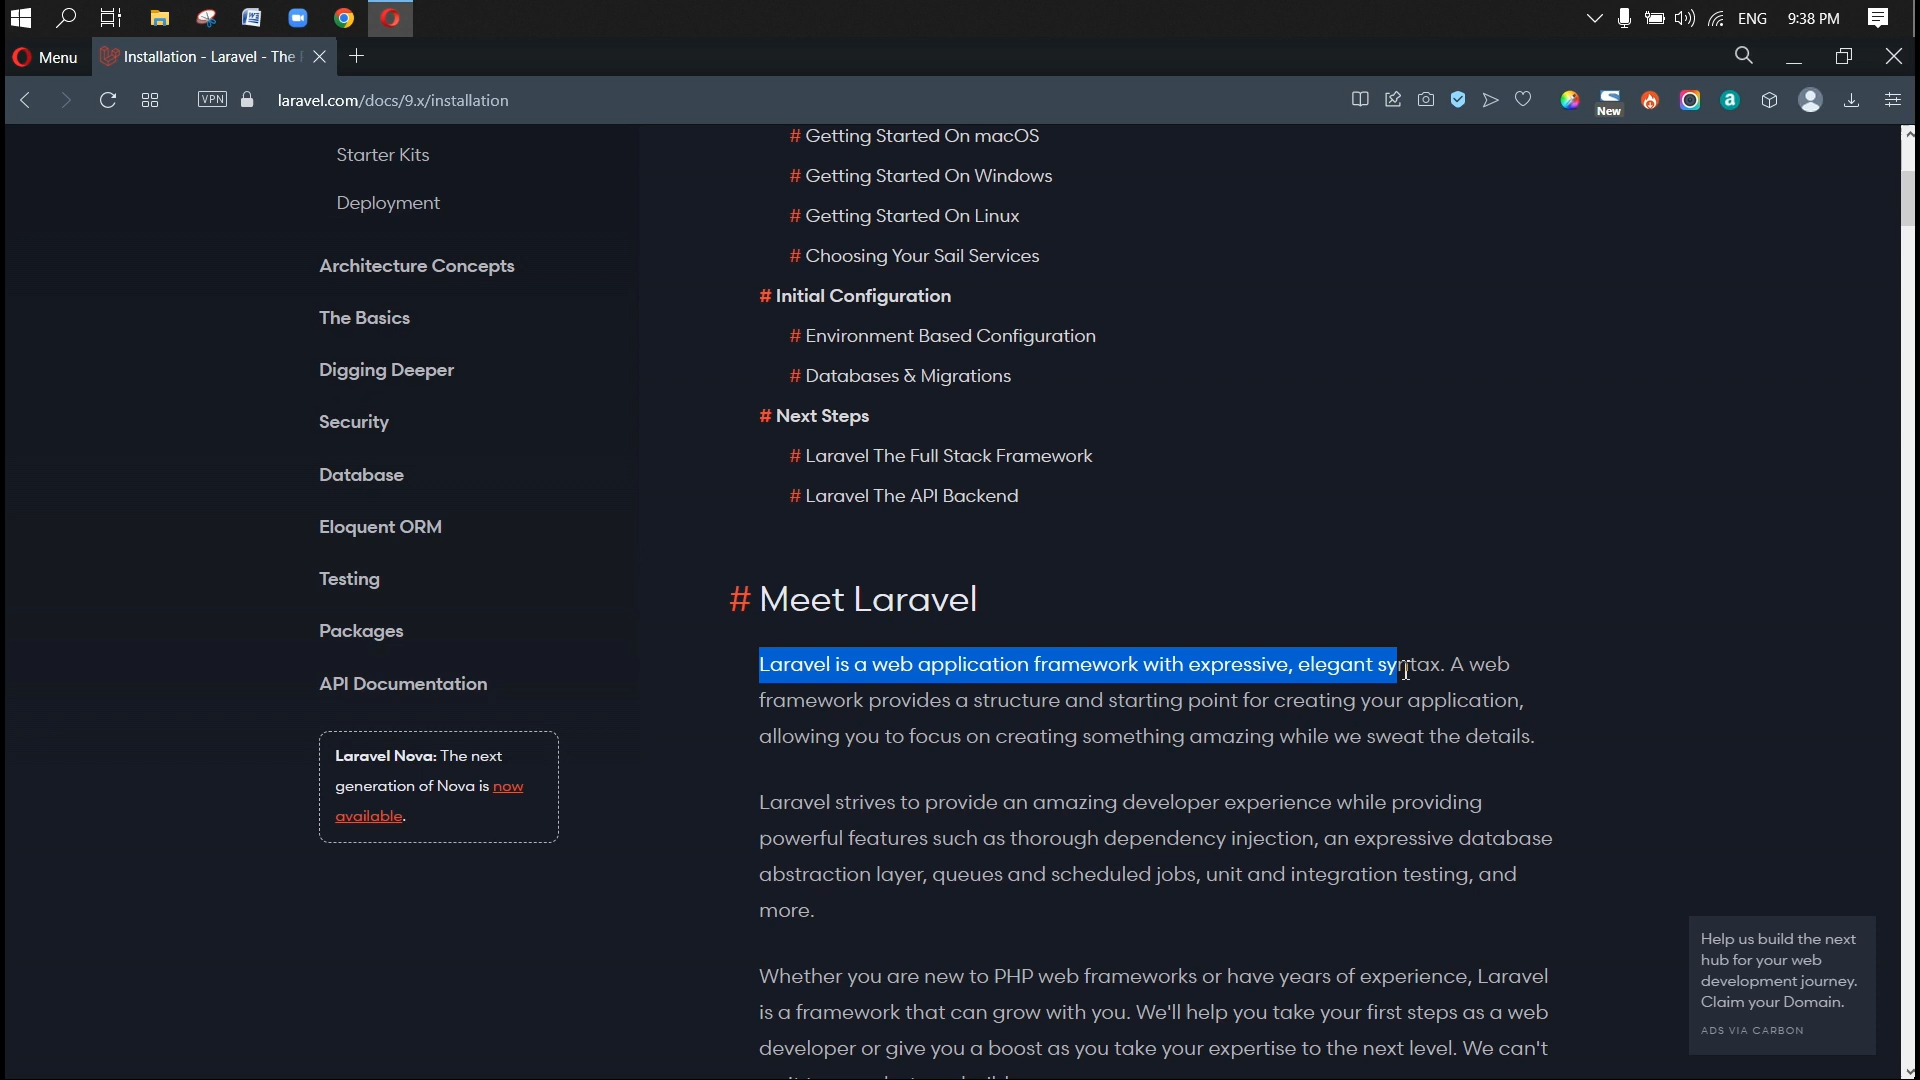 ENG 9:38 PM
Menu Installation - Laravel - The
VPN laravel.com/docs/9.x/installation
New
Starter Kits
Deployment
Architecture Concepts
The Basics
Digging Deeper
Security
Database
Eloquent ORM
Testing
Packages
API Documentation
Laravel Nova: The next
generation of Nova is now
available.
# Getting Started On macOS
# Getting Started On Windows
# Getting Started On Linux
# Choosing Your Sail Services
# Initial Configuration
# Environment Based Configuration
# Databases & Migrations
# Next Steps
# Laravel The Full Stack Framework
# Laravel The API Backend
# Meet Laravel
Laravel is a web application framework with expressive, elegant syntax. A web
framework provides a structure and starting point for creating your application,
allowing you to focus on creating something amazing while we sweat the details.
Laravel strives to provide an amazing developer experience while providing
powerful features such as thorough dependency injection, an expressive database
abstraction layer, queues and scheduled jobs, unit and integration testing, and
more.
Whether you are new to PHP web frameworks or have years of experience, Laravel
is a framework that can grow with you. We'll help you take your first steps as a web
developer or give you a boost as you take your expertise to the next level. We can't
Help us build the next
hub for your web
development journey.
Claim your Domain.
ADS VIA CARBON